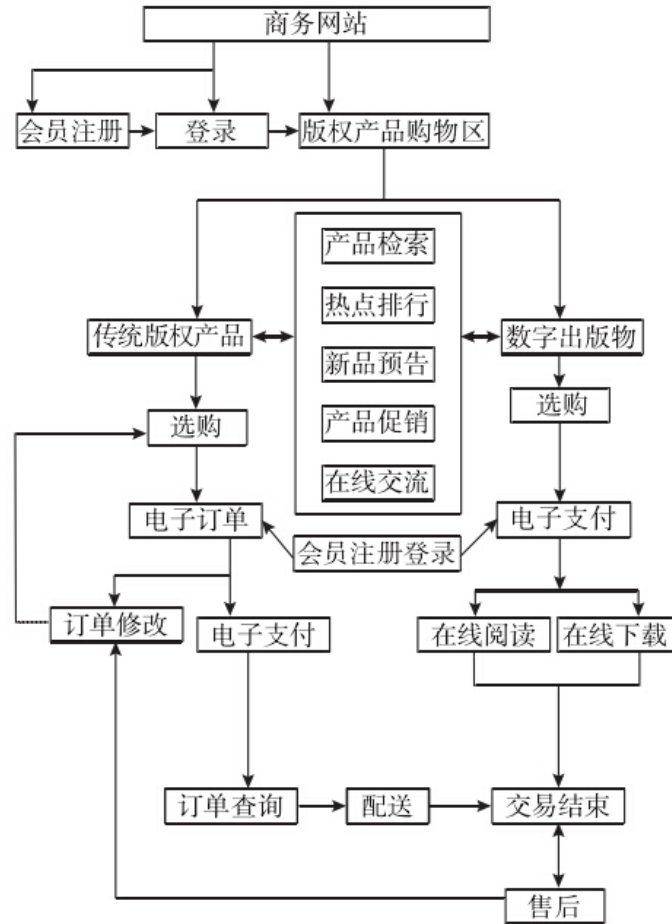 商务网站
会员注册
登录
版权产品购物区
产品检索
热点排行
传统版权产品
数字出版物
新品预告
选购
选购
产品促销
在线交流
电子订单
电子支付
会员注册登录
订单修改
电子支付
在线阅读
在线下载
订单查询
配送
交易结束
售后